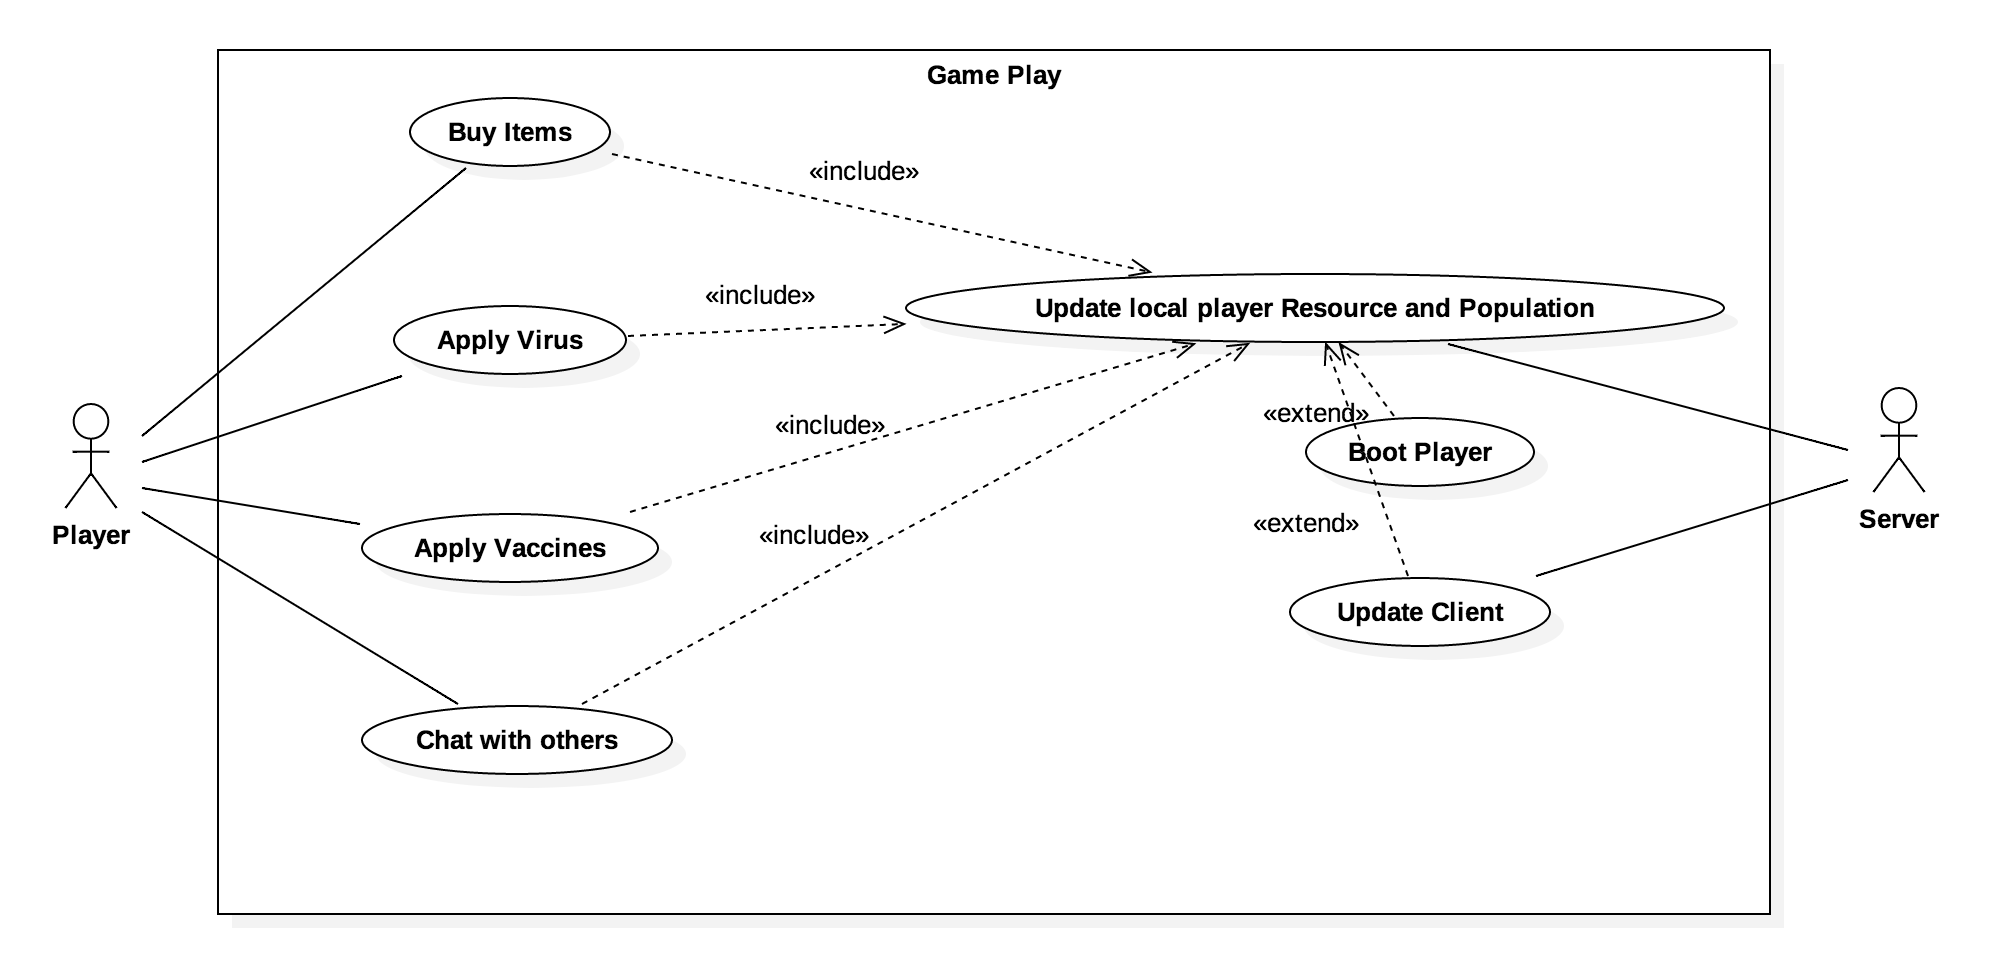 Game Play
Buy Items
«include»
«include»
Update local player Resource and Population
Apply Virus
«include»
«extend»
Boot Player
Player
Server
Apply Vaccines
«include»
«extend»
Update Client
Chat with others